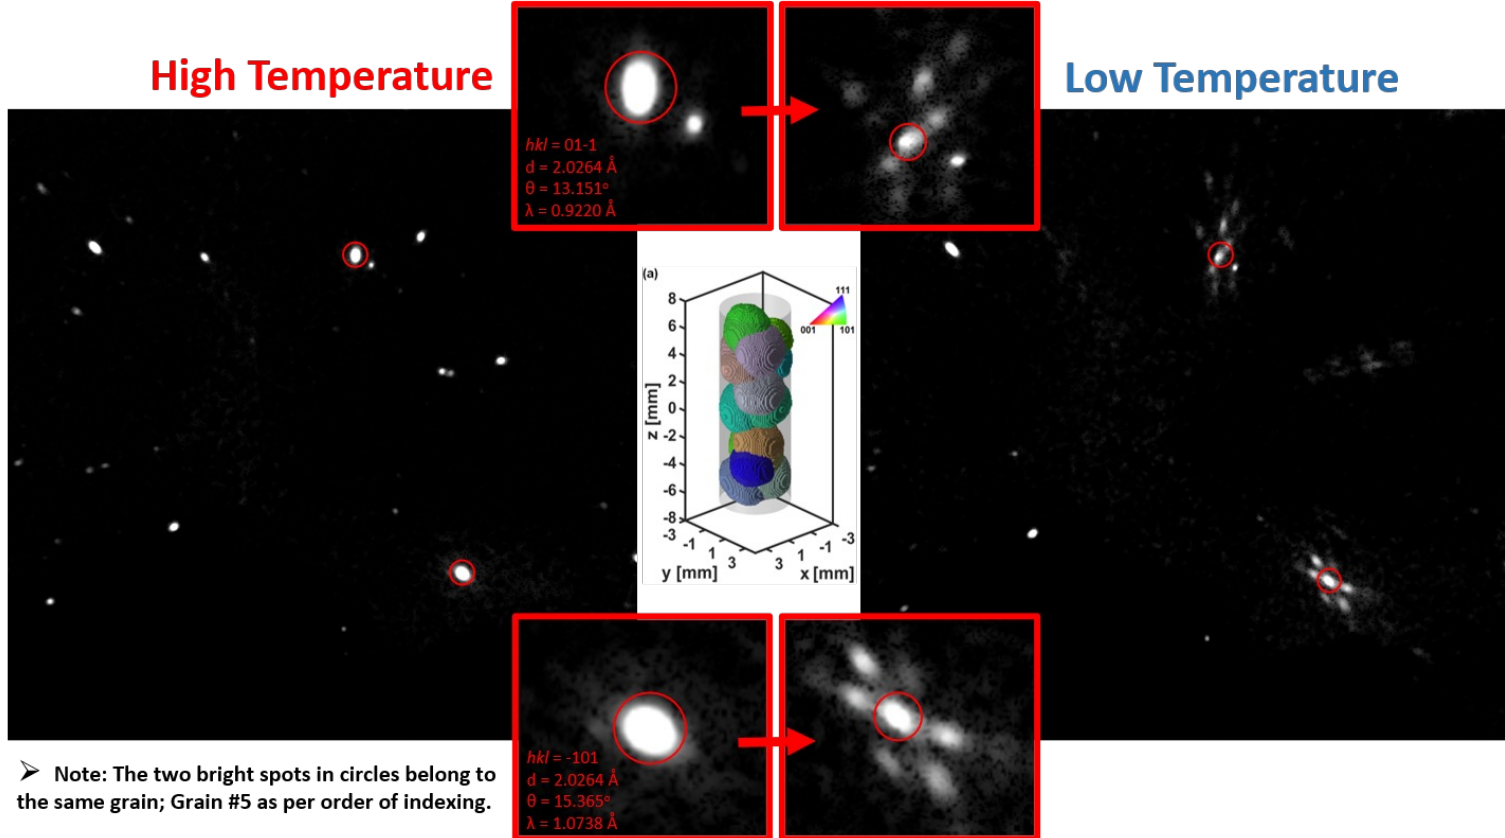 High Temperature
Low Temperature
hkl = 01-1
d = 2.0264 Å
θ = 13.151°
λ = 0.9220 Å
(a)
111
001
101
8
6
4
2
0
-2
-4
-6
-8
z [mm]
-3
-1
1
3
y [mm]
3
1
-1
-3
x [mm]
hkl = -101
d = 2.0264 Å
θ = 15.365°
λ = 1.0738 Å
➢ Note: The two bright spots in circles belong to
the same grain; Grain #5 as per order of indexing.